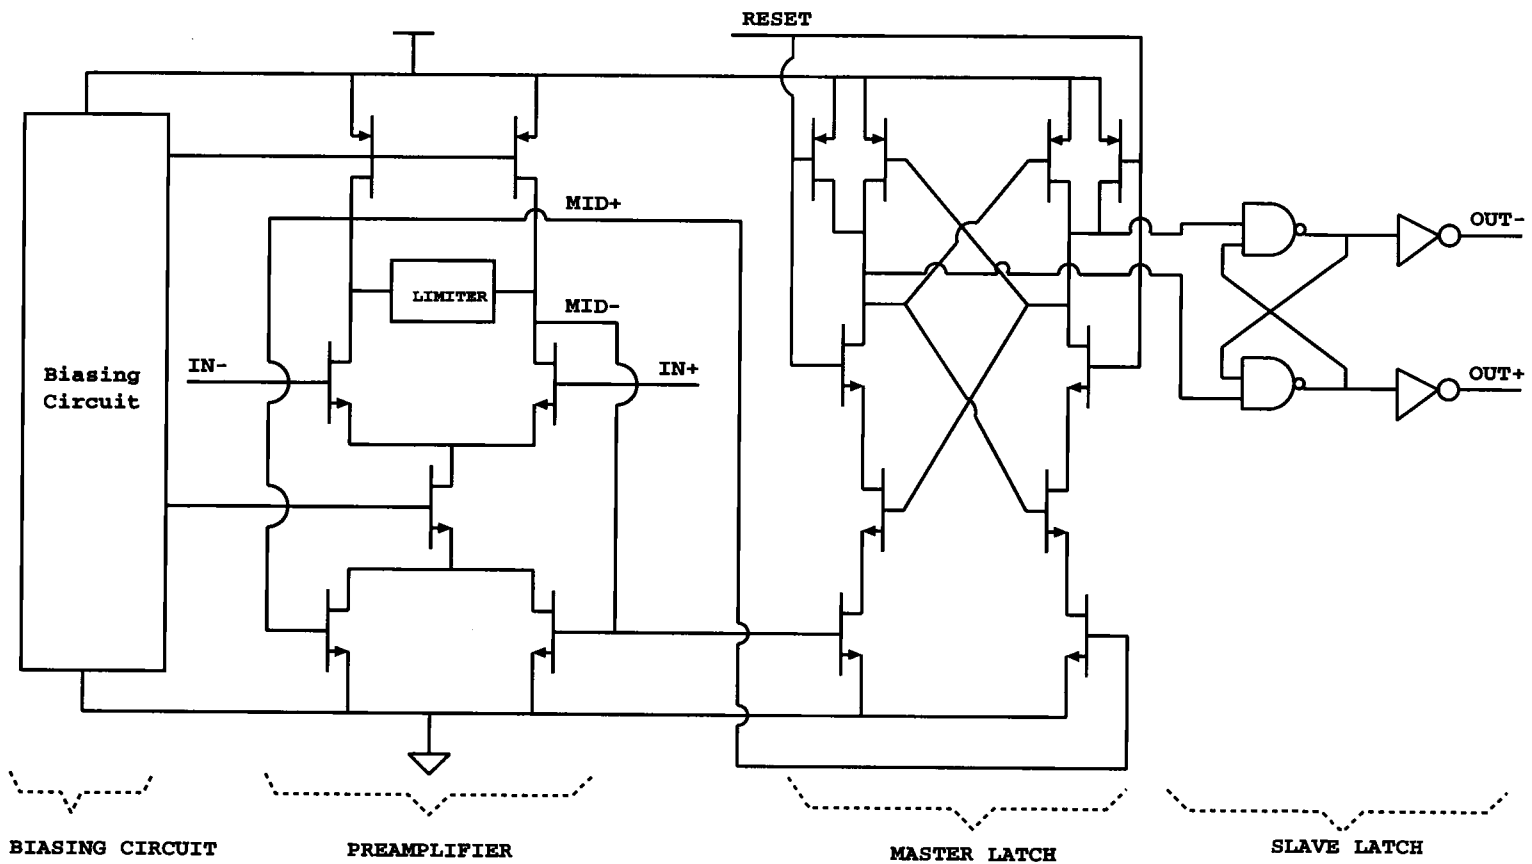 RESET
MID+
OUT-
LIMITER
MID-
IN-
IN+
Biasing
Circuit
OUT+
BIASING CIRCUIT
PREAMPLIFIER
MASTER LATCH
SLAVE LATCH